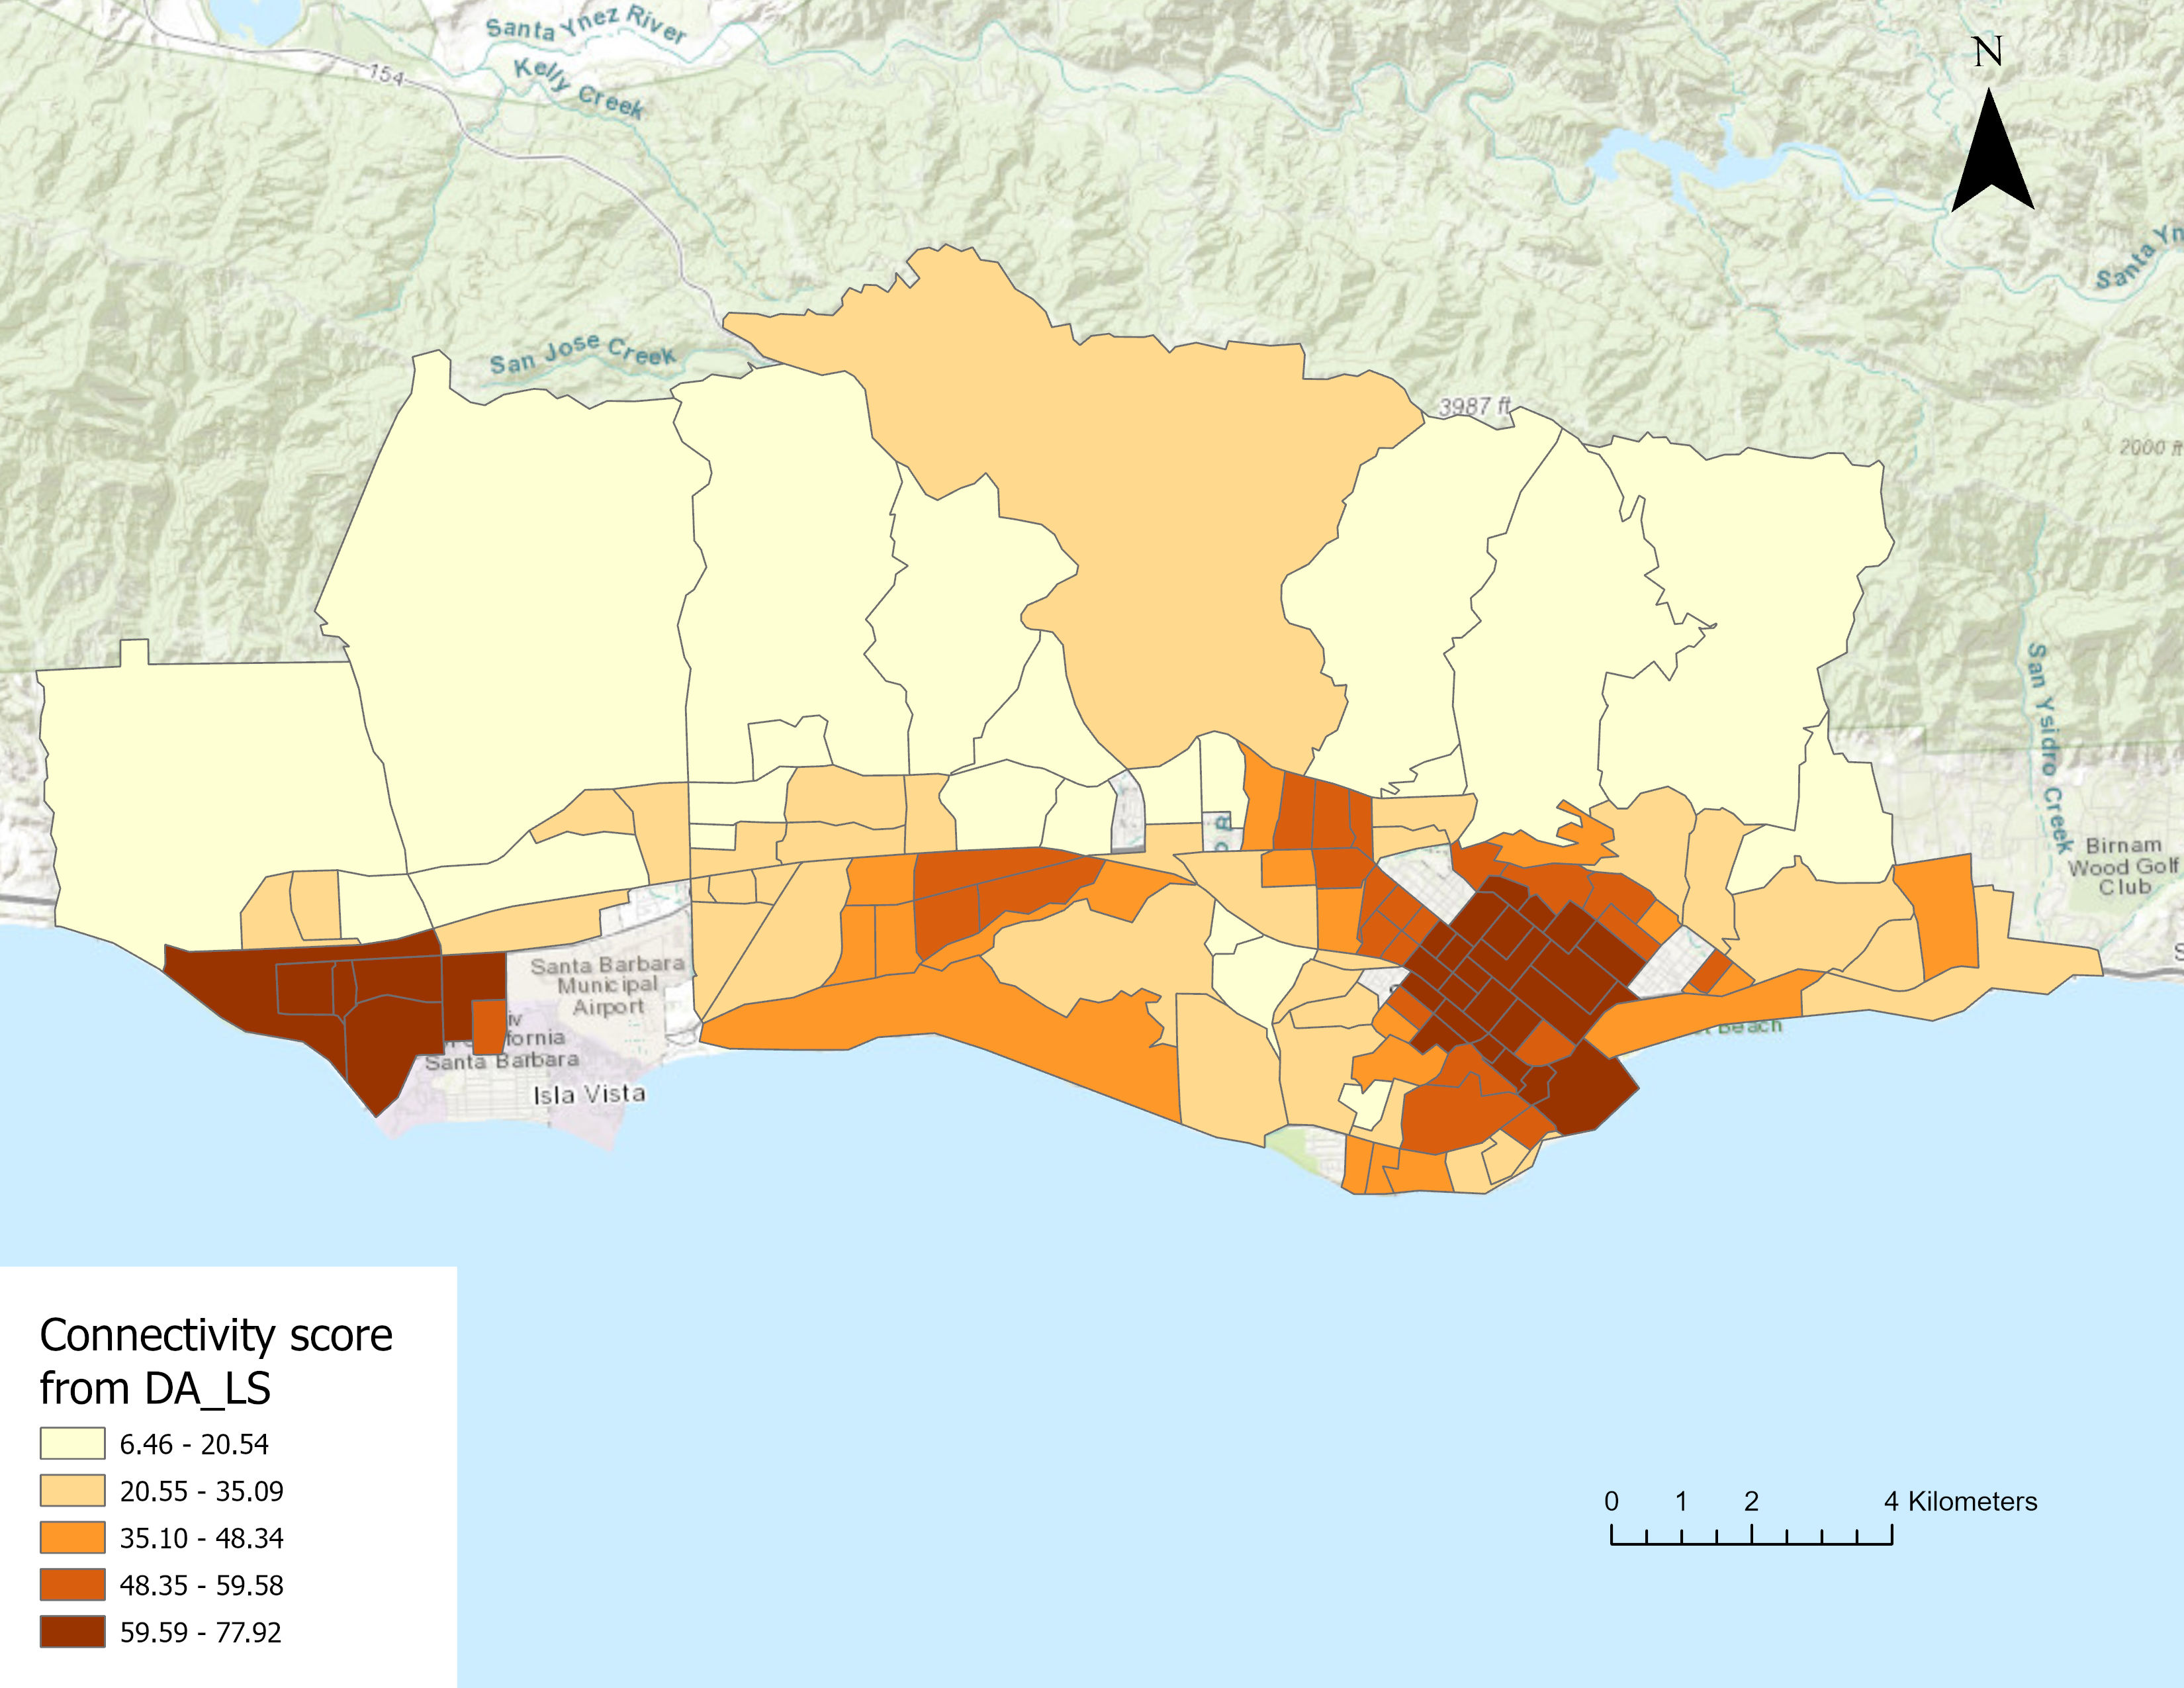 Santa Ynez River
Kelly Creek
154
N
Santa Yn
San Jose Creek
3987 ft
2000 ft
San Ysidro Creek
Birnam
Wood Golf
Club
Santa Barbara
Municipal
Airport
iv
fornia
Santa Barbara
Isla Vista
Beach
Connectivity score
from DA_LS
6.46 - 20.54
20.55 - 35.09
35.10 - 48.34
48.35 - 59.58
59.59 - 77.92
0 1 2 4 Kilometers